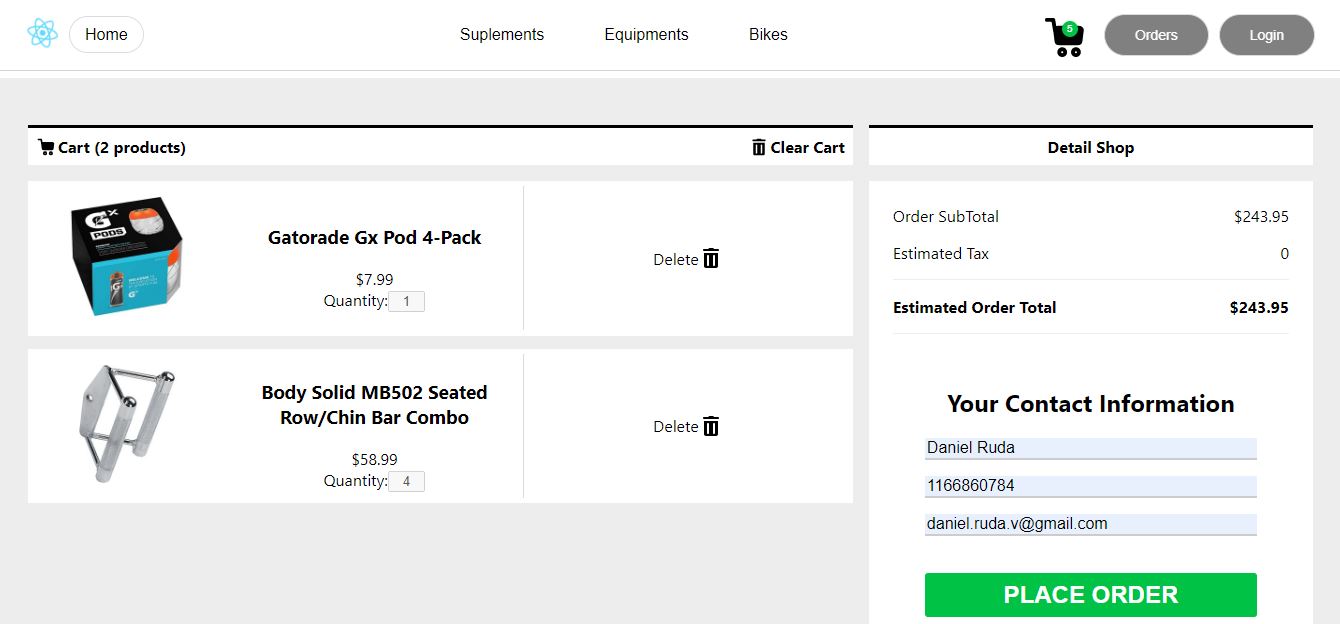 Home
Suplements
Equipments
Bikes
5
Orders
Login
Cart (2 products)
Clear Cart
Detail Shop
GX
PODS
Gatorade Gx Pod 4-Pack
$7.99
Quantity: 1
Delete
Body Solid MB502 Seated
Row/Chin Bar Combo
$58.99
Quantity: 4
Delete
Order SubTotal $243.95
Estimated Tax 0
Estimated Order Total $243.95
Your Contact Information
Daniel Ruda
1166860784
daniel.ruda.v@gmail.com
PLACE ORDER